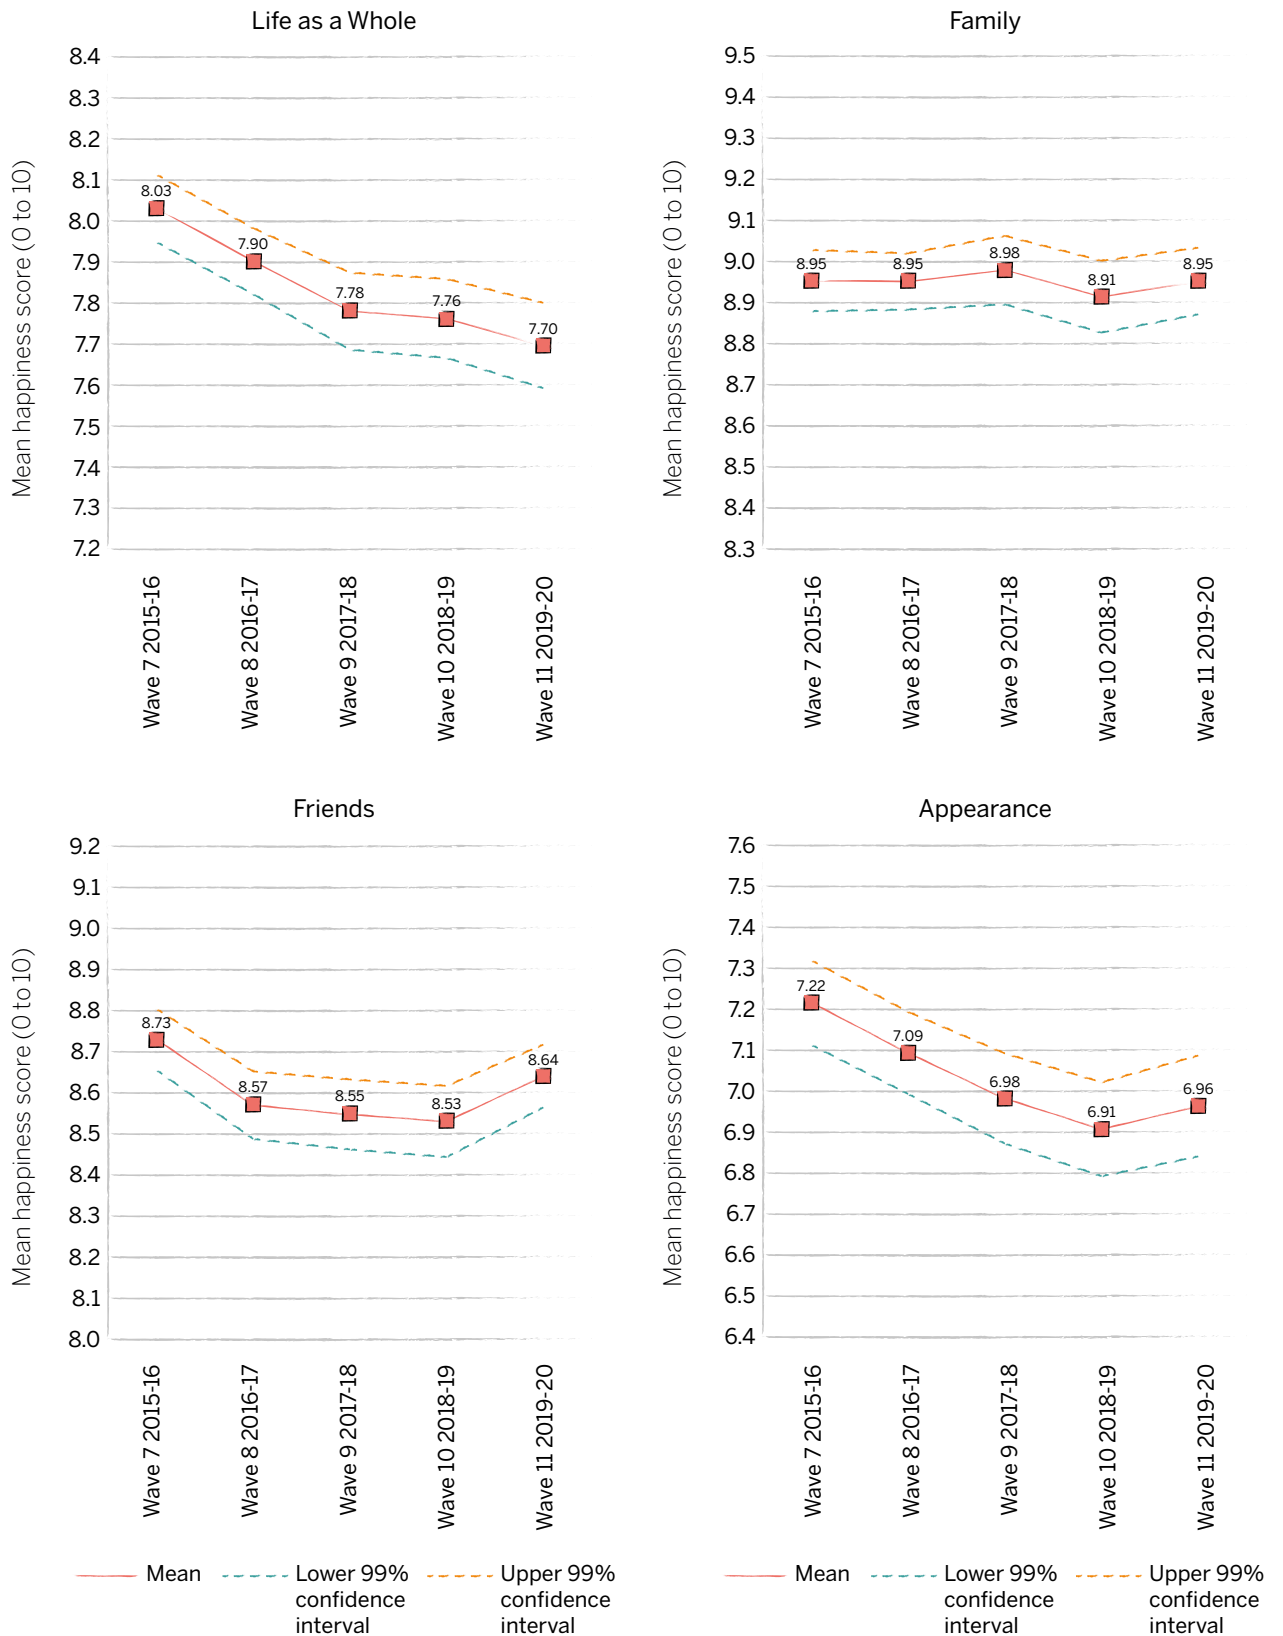 Life as a Whole
Mean happiness score (0 to 10)
8.4
8.3
8.2
8.1
8.0
7.9
7.8
7.7
7.6
7.5
7.4
7.3
7.2
8.03
7.90
7.78
7.76
7.70
Wave 7 2015-16
Wave 8 2016-17
Wave 9 2017-18
Wave 10 2018-19
Wave 11 2019-20
Family
Mean happiness score (0 to 10)
9.5
9.4
9.3
9.2
9.1
9.0
8.9
8.8
8.7
8.6
8.5
8.4
8.3
8.95
8.95
8.98
8.91
8.95
Wave 7 2015-16
Wave 8 2016-17
Wave 9 2017-18
Wave 10 2018-19
Wave 11 2019-20
Friends
Mean happiness score (0 to 10)
9.2
9.1
9.0
8.9
8.8
8.7
8.6
8.5
8.4
8.3
8.2
8.1
8.0
8.73
8.57
8.55
8.53
8.64
Wave 7 2015-16
Wave 8 2016-17
Wave 9 2017-18
Wave 10 2018-19
Wave 11 2019-20
Appearance
Mean happiness score (0 to 10)
7.6
7.5
7.4
7.3
7.2
7.1
7.0
6.9
6.8
6.7
6.6
6.5
6.4
7.22
7.09
6.98
6.91
6.96
Wave 7 2015-16
Wave 8 2016-17
Wave 9 2017-18
Wave 10 2018-19
Wave 11 2019-20
Mean
Lower 99%
confidence
interval
Upper 99%
confidence
interval
Mean
Lower 99%
confidence
interval
Upper 99%
confidence
interval